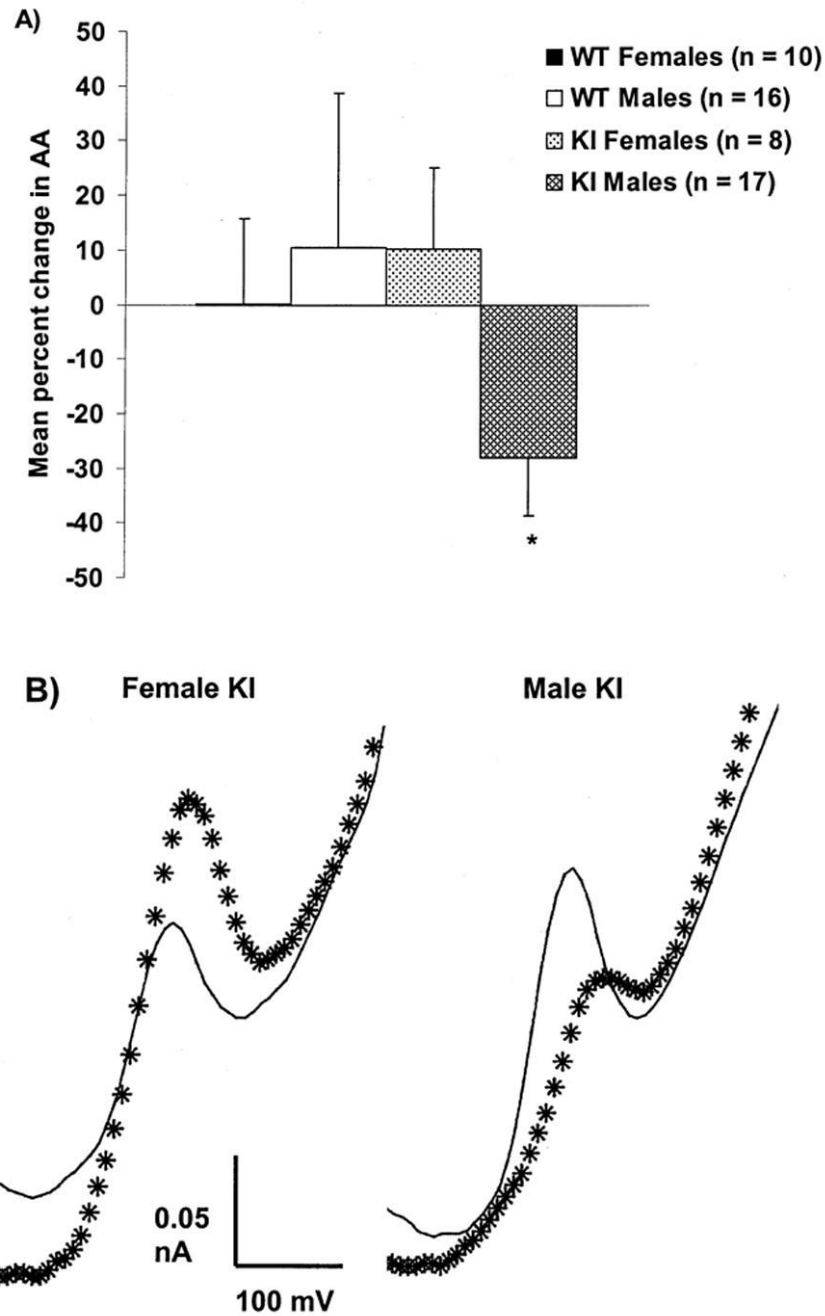 A)
Mean percent change in AA
50
40
30
20
10
0
-10
-20
-30
-40
-50
WT Females (n = 10)
WT Males (n = 16)
KI Females (n = 8)
KI Males (n = 17)
*
B)
Female KI
Male KI
0.05
nA
100 mV